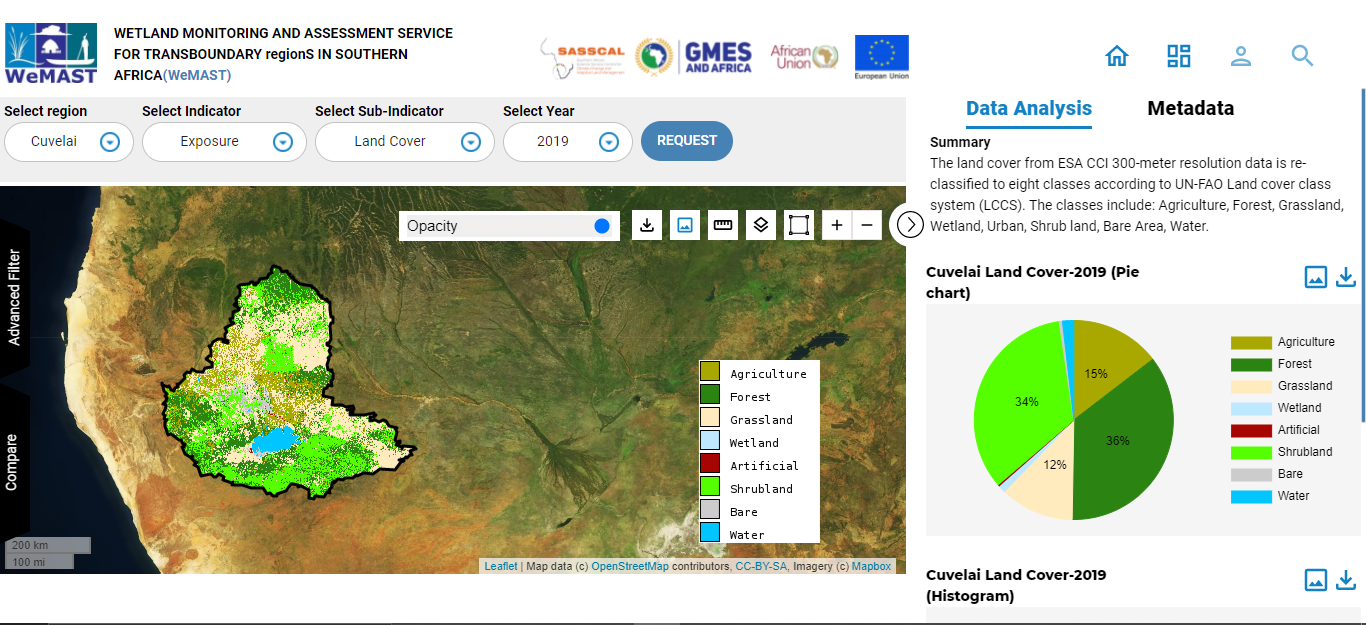 WeMAST
WETLAND MONITORING AND ASSESSMENT SERVICE
FOR TRANSBOUNDARY regionS IN SOUTHERN
AFRICA(WeMAST)
SASSCAL
GMES
AND AFRICA
African
Union
European Union
Select region
Select Indicator
Select Sub-Indicator
Select Year
Cuvelai
Exposure
Land Cover
2019
REQUEST
Opacity
+
−
Advanced Filter
Compare
Agriculture
Forest
Grassland
Wetland
Artificial
Shrubland
Bare
Water
200 km
100 mi
Leaflet | Map data (c) OpenStreetMap contributors, CC-BY-SA, Imagery (c) Mapbox
Data Analysis
Metadata
Summary
The land cover from ESA CCI 300-meter resolution data is re-
classified to eight classes according to UN-FAO Land cover class
system (LCCS). The classes include: Agriculture, Forest, Grassland,
Wetland, Urban, Shrub land, Bare Area, Water.
Cuvelai Land Cover-2019 (Pie
chart)
15%
36%
12%
34%
Agriculture
Forest
Grassland
Wetland
Artificial
Shrubland
Bare
Water
Cuvelai Land Cover-2019
(Histogram)